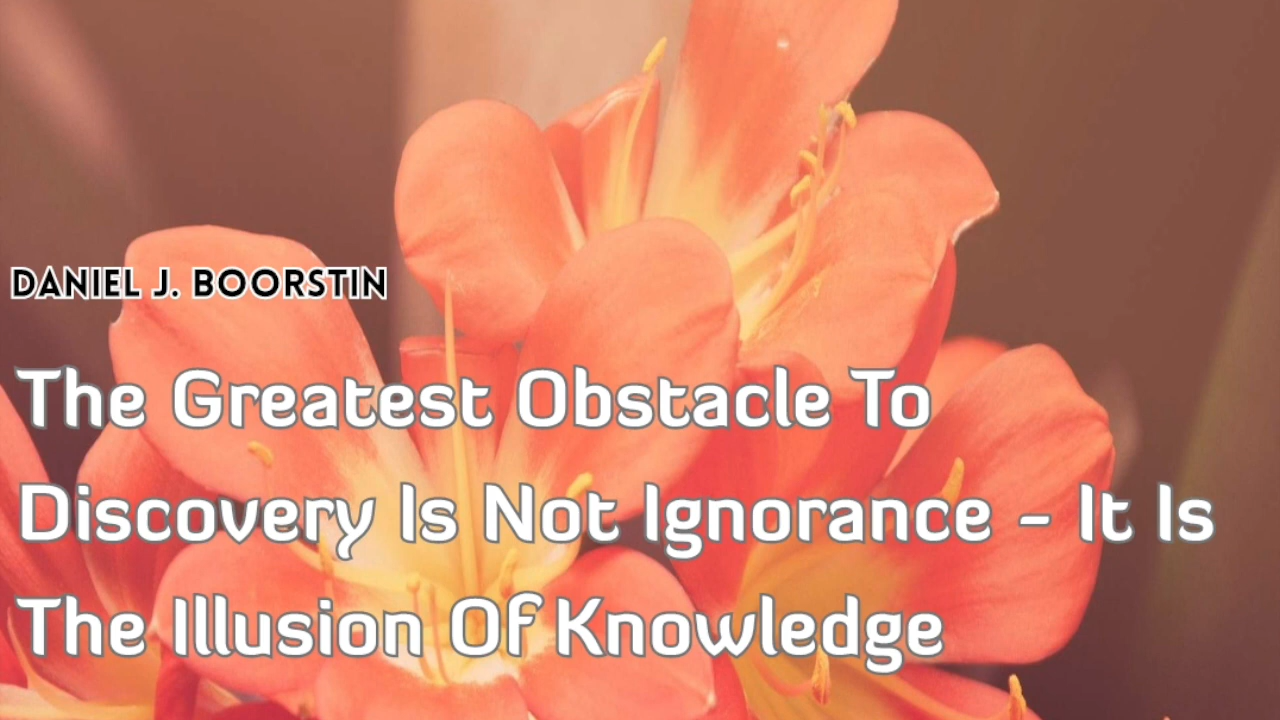 DANIEL J. BOORSTIN
The Greatest Obstacle To
Discovery Is Not Ignorance - It Is
The Illusion Of Knowledge